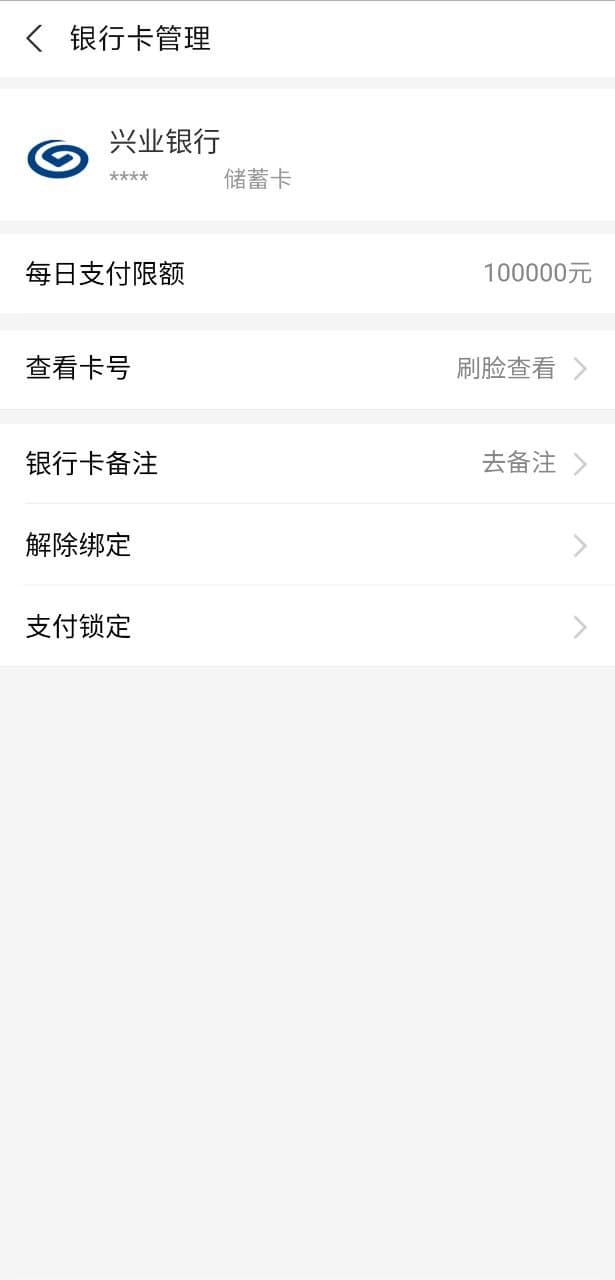 银行卡管理
兴业银行
**** 储蓄卡
每日支付限额 100000元
查看卡号 刷脸查看
银行卡备注 去备注
解除绑定
支付锁定